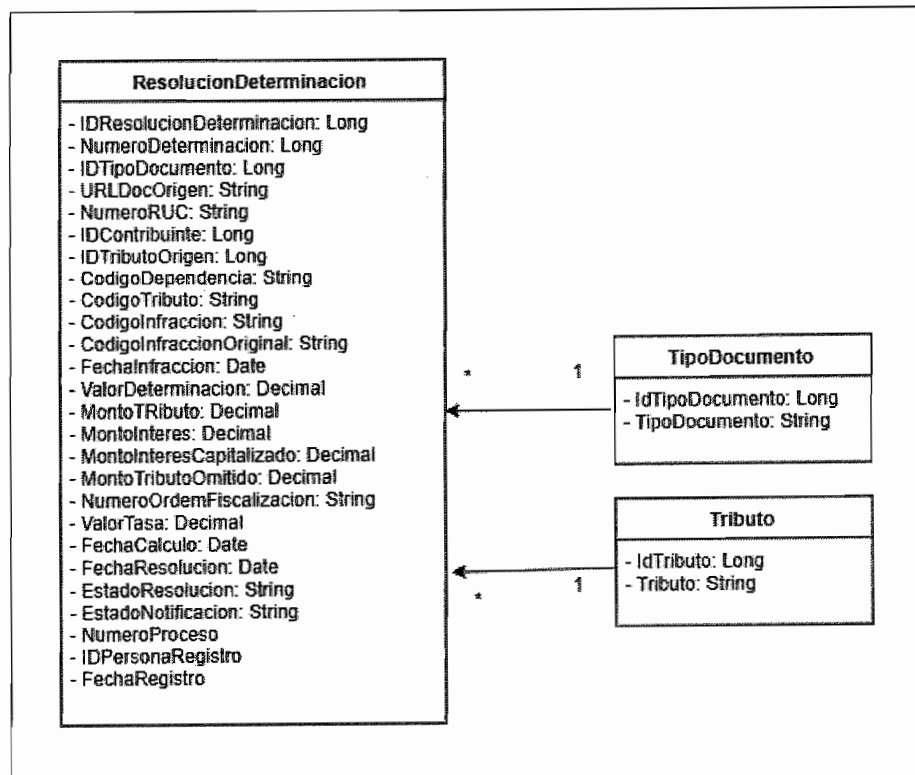 ResolucionDeterminacion
- IDResolucionDeterminacion: Long
- NumeroDeterminacion: Long
- IDTipoDocumento: Long
- URLDocOrigen: String
- NumeroRUC: String
- IDContribuinte: Long
- IDTributoOrigen: Long
- CodigoDependencia: String
- CodigoTributo: String
- CodigoInfraccion: String
- CodigoInfraccionOriginal: String
- FechaInfraccion: Date
- ValorDeterminacion: Decimal
- MontoTRibuto: Decimal
- MontoInteres: Decimal
- MontoInteresCapitalizado: Decimal
- MontoTributoOmitido: Decimal
- NumeroOrdemFiscalizacion: String
- ValorTasa: Decimal
- FechaCalculo: Date
- FechaResolucion: Date
- EstadoResolucion: String
- EstadoNotificacion: String
- NumeroProceso
- IDPersonaRegistro
- FechaRegistro
* 1
TipoDocumento
- IdTipoDocumento: Long
- TipoDocumento: String
* 1
Tributo
- IdTributo: Long
- Tributo: String